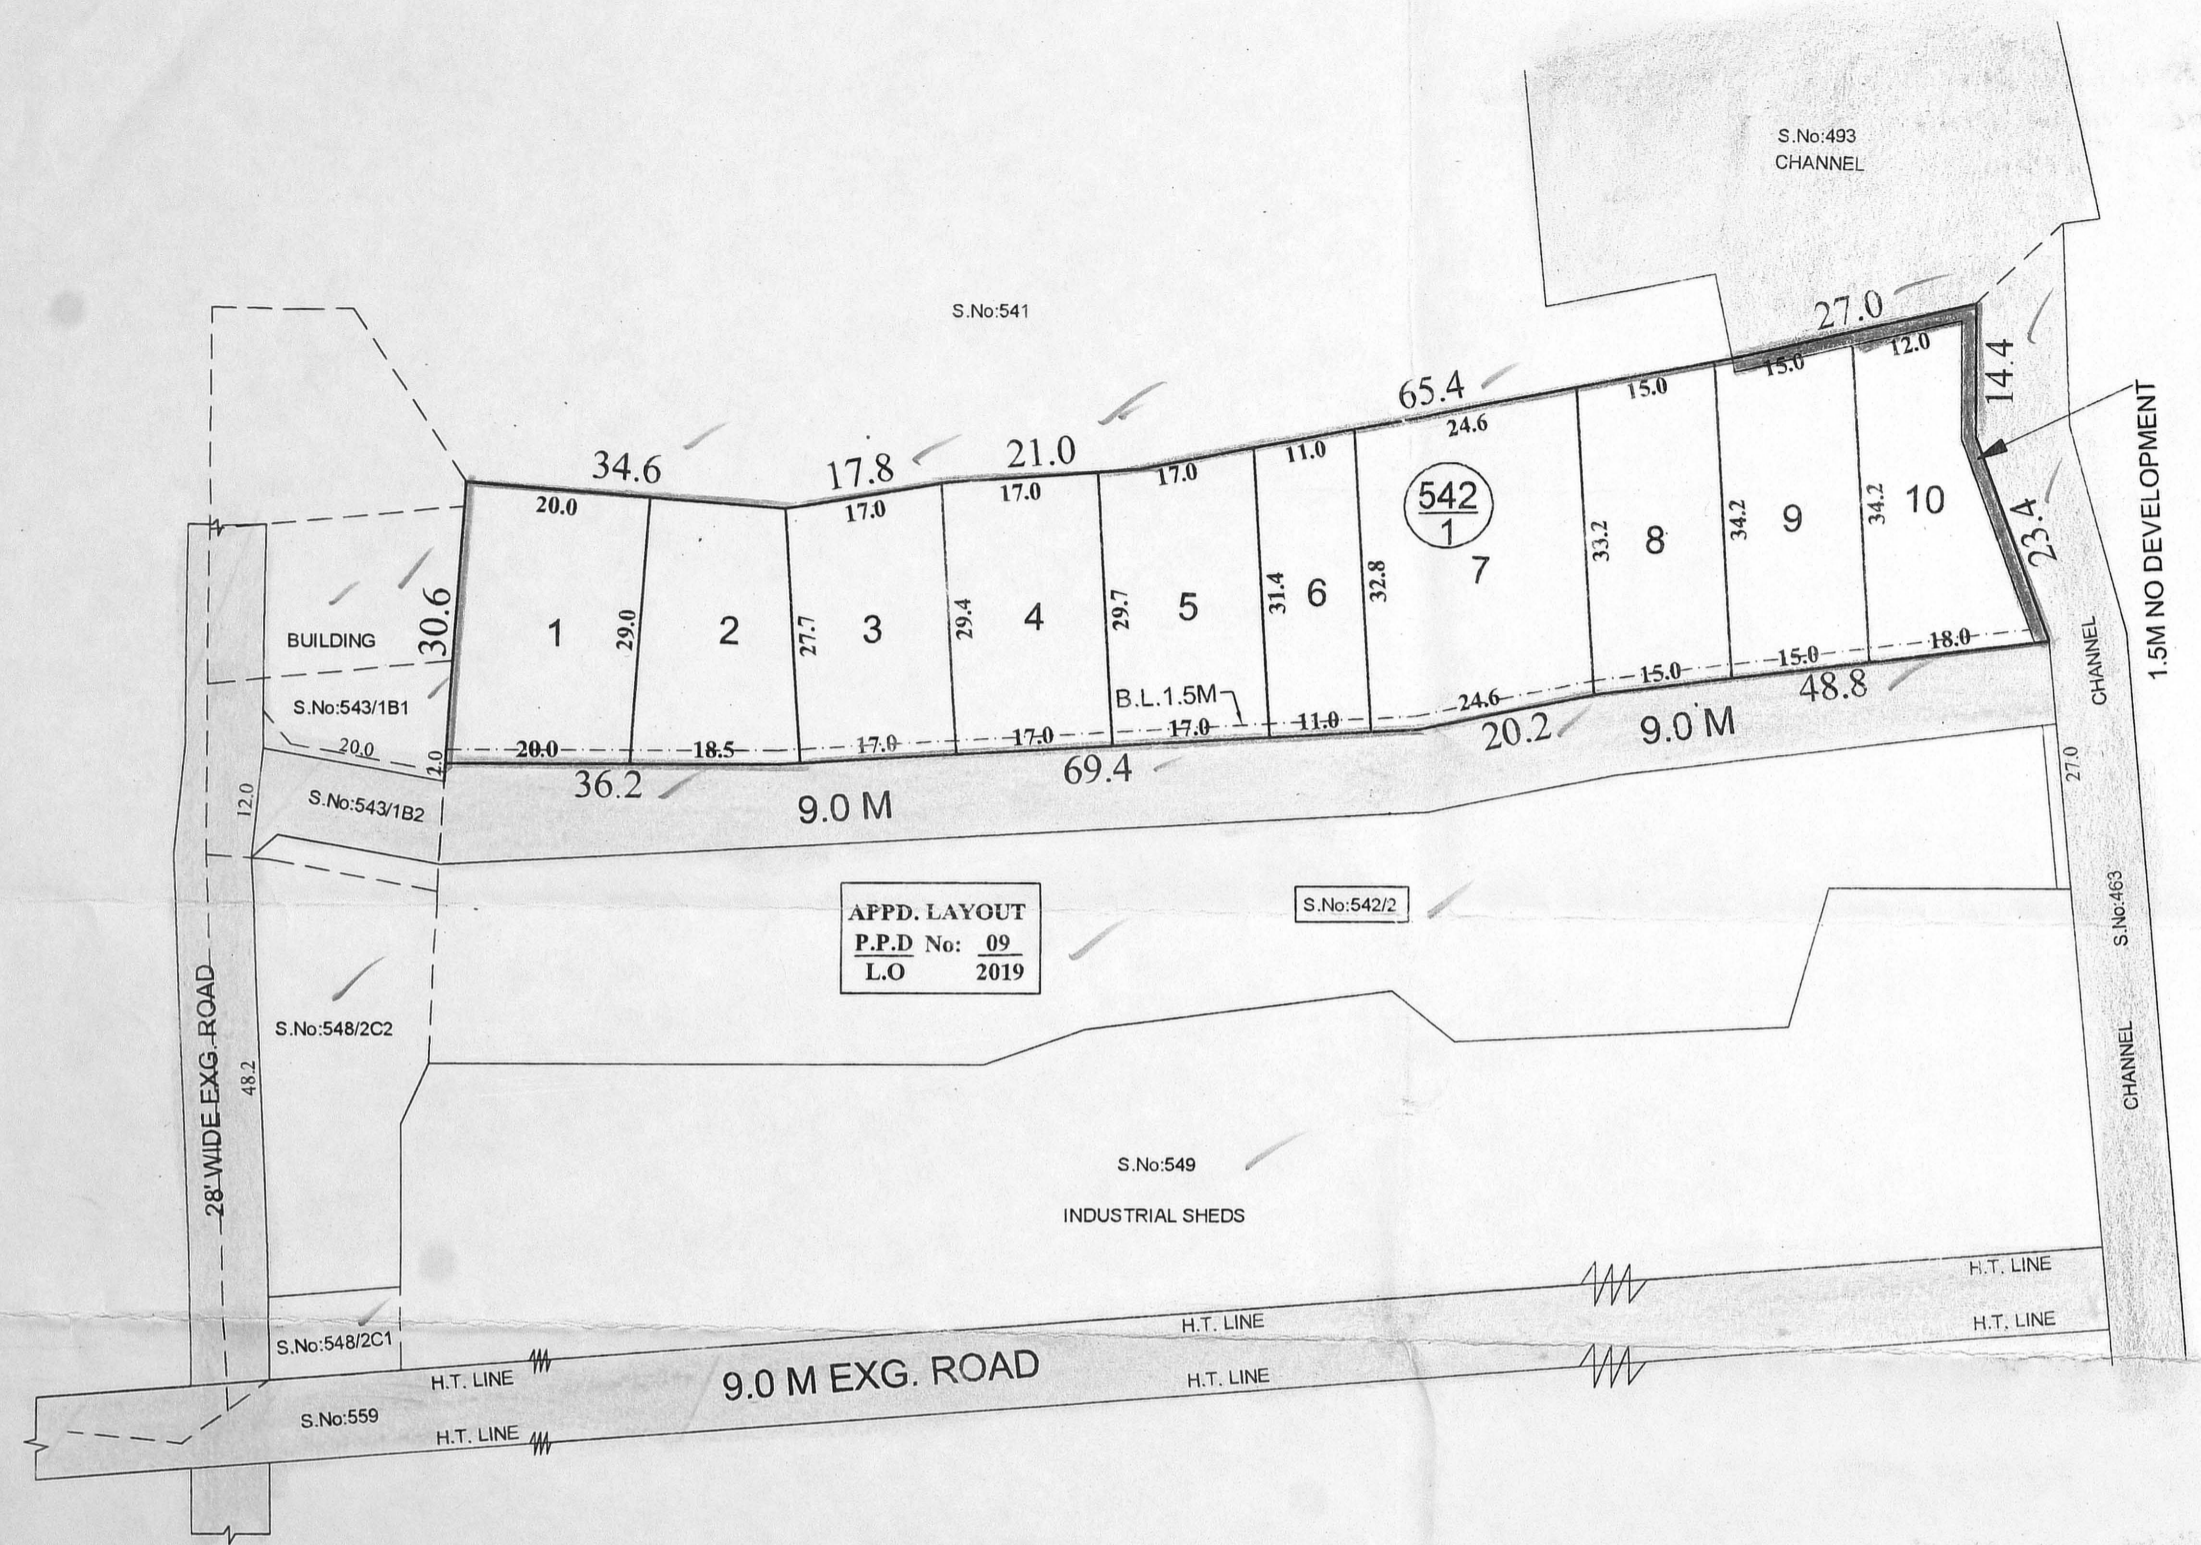 S.No:493
CHANNEL
S.No:541
27.0
15.0
12.0
14.4
65.4
24.6
15.0
11.0
34.6
20.0
17.8
17.0
21.0
17.0
17.0
1.5M NO DEVELOPMENT
23.4
542
1
30.6
1
29.0
2
27.7
3
29.4
4
29.7
5
31.4
6
32.8
7
33.2
8
34.2
9
34.2
10
BUILDING
S.No:543/1B1
20.0
2.0
B.L.1.5M
20.0
18.5
17.0
17.0
17.0
11.0
24.6
15.0
15.0
18.0
36.2
69.4
20.2
48.8
9.0 M
9.0 M
CHANNEL
27.0
12.0
S.No:543/1B2
APPD. LAYOUT
P.P.D No: 09
L.O 2019
S.No:542/2
S.No:463
CHANNEL
28' WIDE EXG. ROAD
48.2
S.No:548/2C2
S.No:549
INDUSTRIAL SHEDS
S.No:548/2C1
H.T. LINE
H.T. LINE
H.T. LINE
9.0 M EXG. ROAD
H.T. LINE
H.T. LINE
H.T. LINE
S.No:559